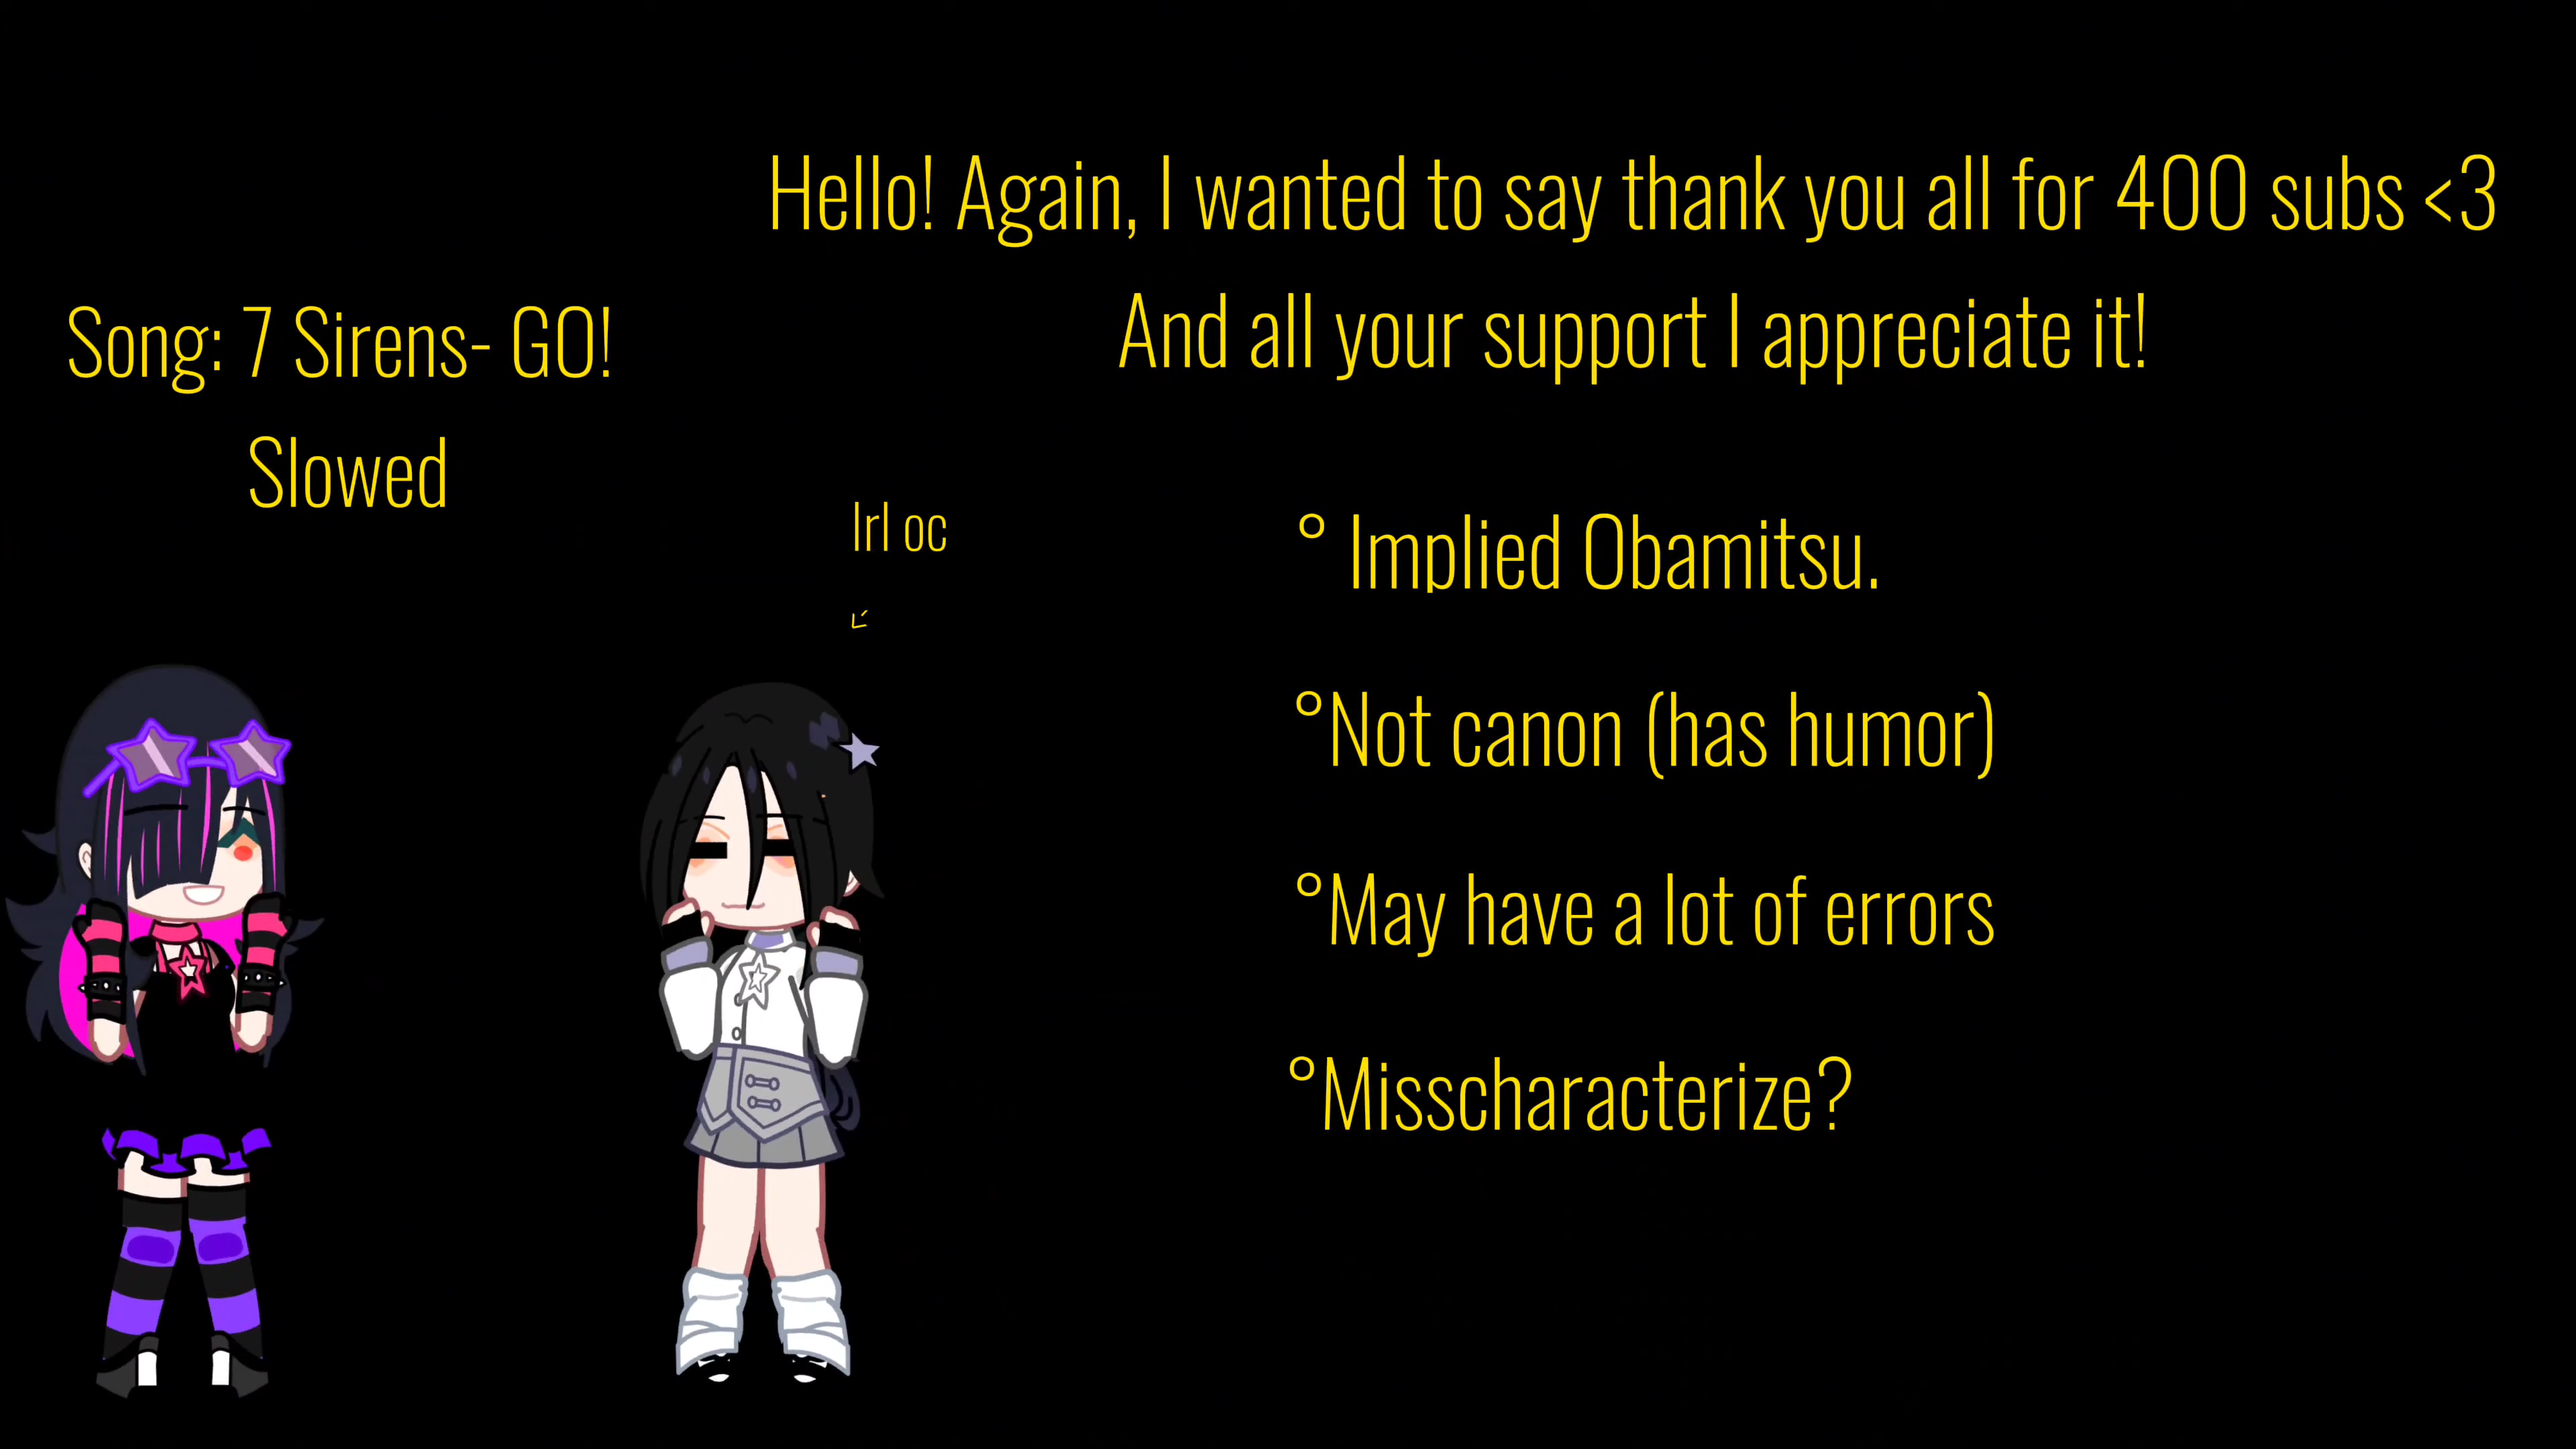 Hello! Again, I wanted to say thank you all for 400 subs <3
And all your support I appreciate it!
Song: 7 Sirens- GO!
Slowed
Irl oc
° Implied Obamitsu.
°Not canon (has humor)
°May have a lot of errors
°Misscharacterize?